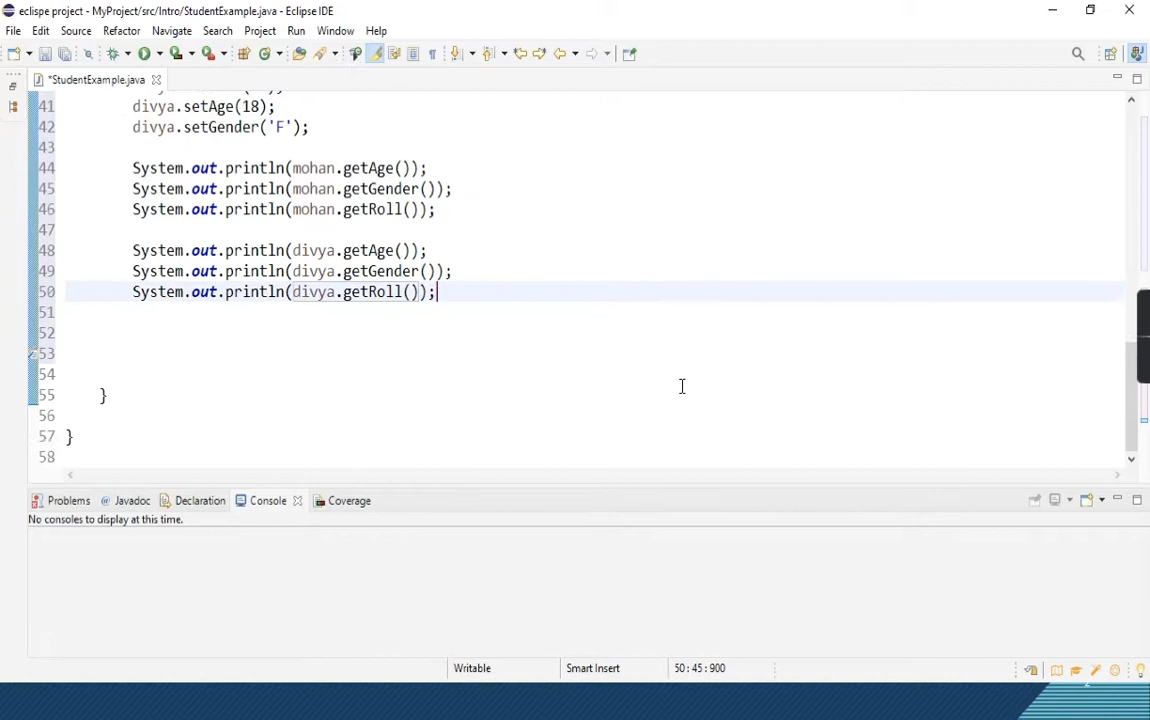 eclispe project - MyProject/src/Intro/StudentExample.java - Eclipse IDE
File Edit Source Refactor Navigate Search Project Run Window Help
*StudentExample.java
41 divya.setAge(18);
42 divya.setGender('F');
43
44 System.out.println(mohan.getAge());
45 System.out.println(mohan.getGender());
46 System.out.println(mohan.getRoll());
47
48 System.out.println(divya.getAge());
49 System.out.println(divya.getGender());
50 System.out.println(divya.getRoll());
51
52
53
54
55 }
56
57 }
58
Problems @ Javadoc Declaration Console Coverage
No consoles to display at this time.
Writable Smart Insert 50 : 45 : 900